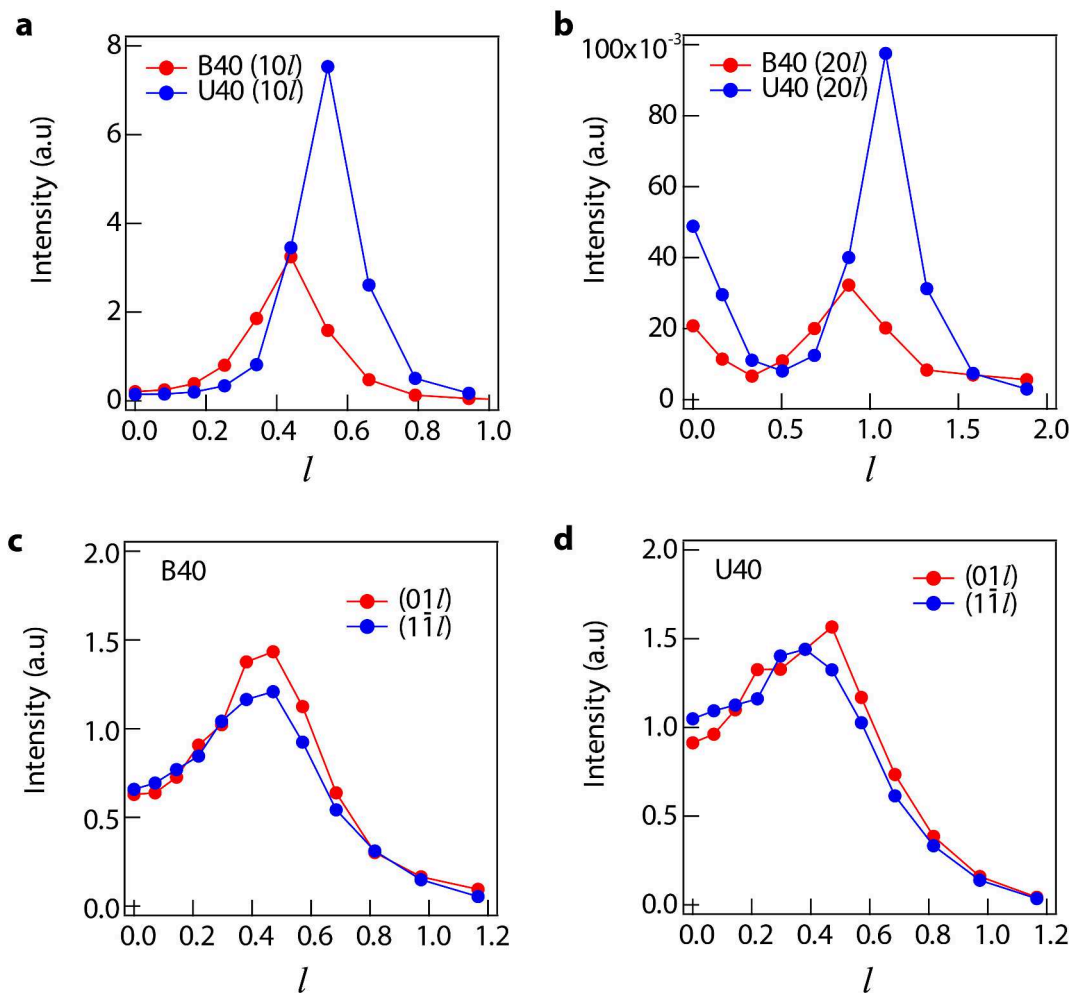 a
B40 (10l)
U40 (10l)
Intensity (a.u)
8
6
4
2
0
0.0 0.2 0.4 0.6 0.8 1.0
l
b
B40 (20l)
U40 (20l)
Intensity (a.u)
100x10⁻³
80
60
40
20
0
0.0 0.5 1.0 1.5 2.0
l
c
B40
(01l)
(11̅l)
Intensity (a.u)
2.0
1.5
1.0
0.5
0.0
0.0 0.2 0.4 0.6 0.8 1.0 1.2
l
d
U40
(01l)
(11̅l)
Intensity (a.u)
2.0
1.5
1.0
0.5
0.0
0.0 0.2 0.4 0.6 0.8 1.0 1.2
l